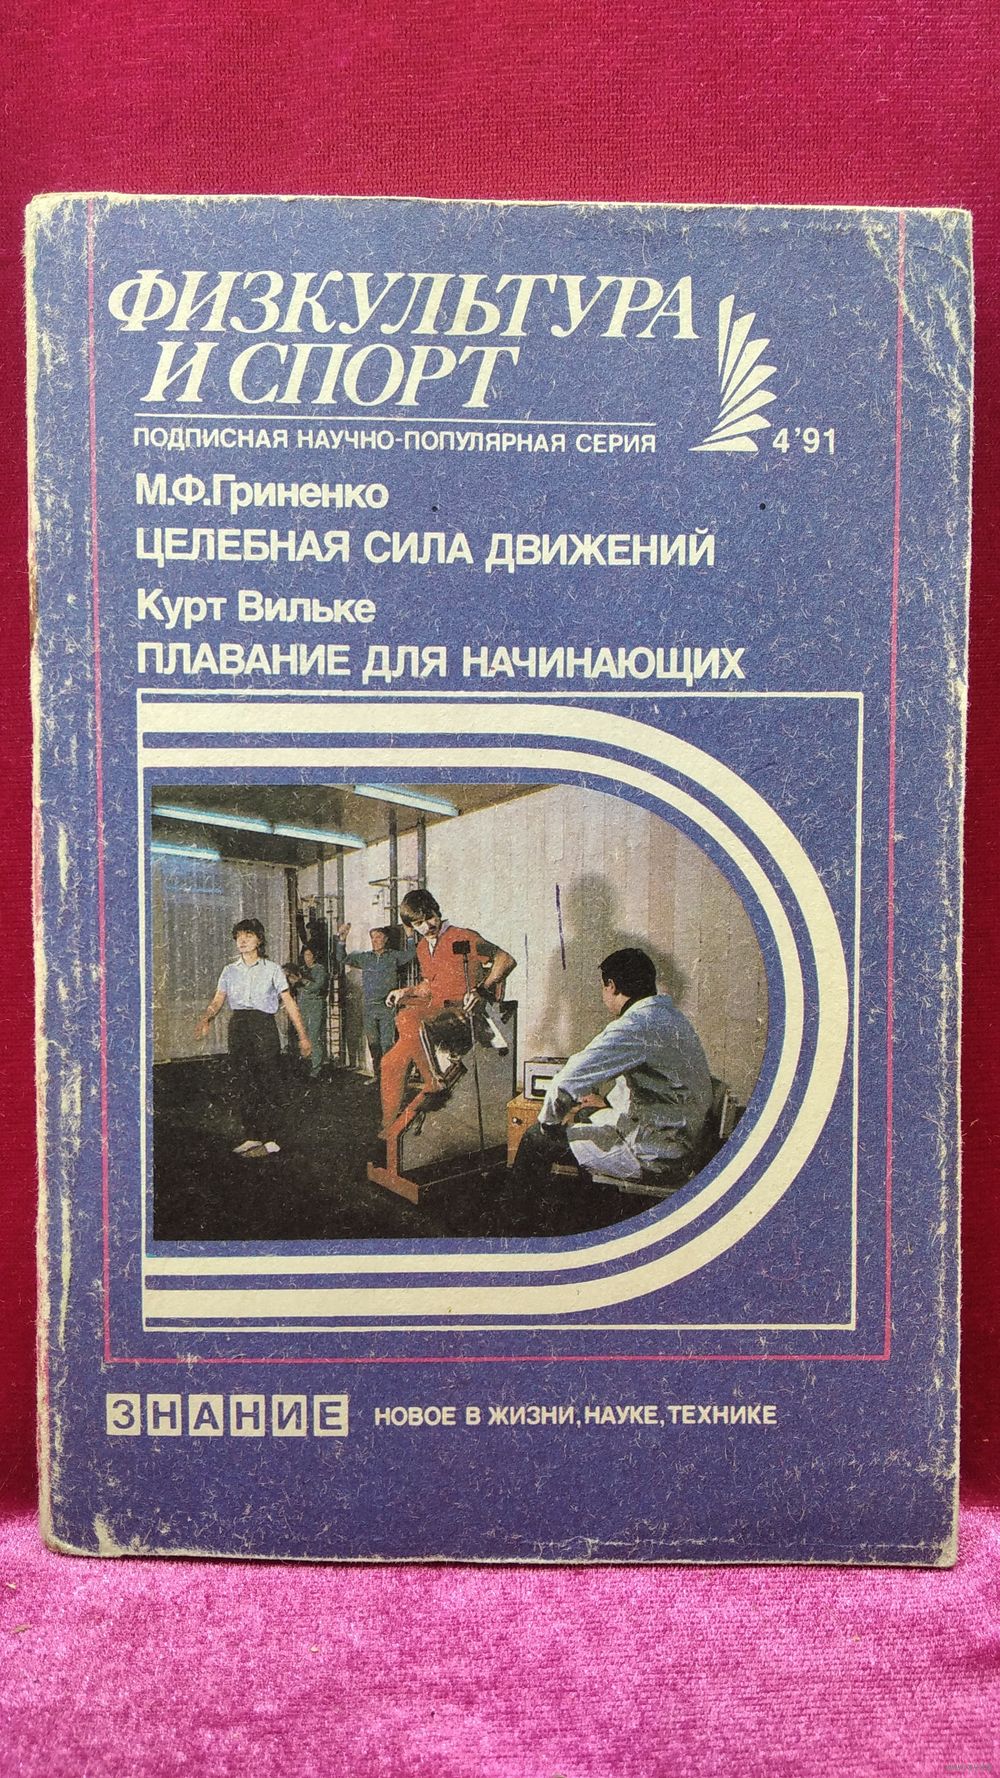 ФИЗКУЛЬТУРА
И СПОРТ
ПОДПИСНАЯ НАУЧНО-ПОПУЛЯРНАЯ СЕРИЯ
4'91
М.Ф.Гриненко
ЦЕЛЕБНАЯ СИЛА ДВИЖЕНИЙ
Курт Вильке
ПЛАВАНИЕ ДЛЯ НАЧИНАЮЩИХ
ЗНАНИЕ
НОВОЕ В ЖИЗНИ, НАУКЕ, ТЕХНИКЕ